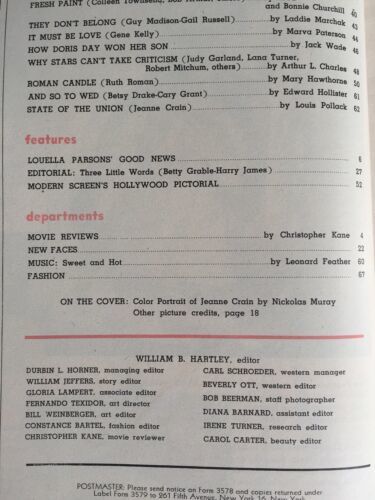 FRESH PAINT (Colleen Townsend,
and Bonnie Churchill 40
THEY DON'T BELONG (Guy Madison-Gail Russell) by Laddie Marchak 43
IT MUST BE LOVE (Gene Kelly) by Marva Paterson 44
HOW DORIS DAY WON HER SON by Jack Wade 46
WHY STARS CAN'T TAKE CRITICISM (Judy Garland, Lana Turner,
Robert Mitchum, others) by Arthur L. Charles 48
ROMAN CANDLE (Ruth Roman) by Mary Hawthorne 50
AND SO TO WED (Betsy Drake-Cary Grant) by Edward Hollister 61
STATE OF THE UNION (Jeanne Crain) by Louis Pollack 62
features
LOUELLA PARSONS' GOOD NEWS 6
EDITORIAL: Three Little Words (Betty Grable-Harry James) 27
MODERN SCREEN'S HOLLYWOOD PICTORIAL 52
departments
MOVIE REVIEWS by Christopher Kane 4
NEW FACES 22
MUSIC: Sweet and Hot by Leonard Feather 60
FASHION 67
ON THE COVER: Color Portrait of Jeanne Crain by Nickolas Muray
Other picture credits, page 18
WILLIAM B. HARTLEY, editor
DURBIN L. HORNER, managing editor
WILLIAM JEFFERS, story editor
GLORIA LAMPERT, associate editor
FERNANDO TEXIDOR, art director
BILL WEINBERGER, art editor
CONSTANCE BARTEL, fashion editor
CHRISTOPHER KANE, movie reviewer
CARL SCHROEDER, western manager
BEVERLY OTT, western editor
BOB BEERMAN, staff photographer
DIANA BARNARD, assistant editor
IRENE TURNER, research editor
CAROL CARTER, beauty editor
POSTMASTER: Please send notice on Form 3578 and copies returned under
Label Form 3579 to 261 Fifth Avenue, New York 16, New York